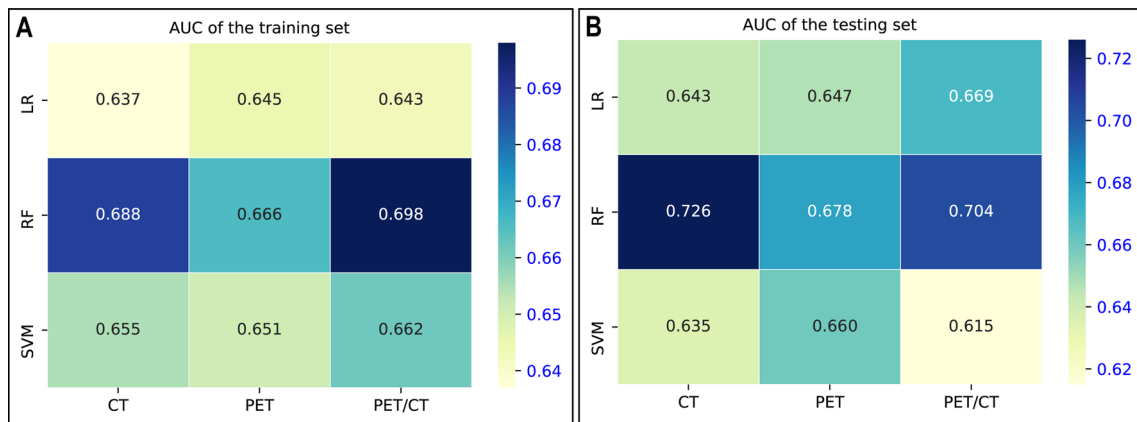 A
AUC of the training set
LR
0.637 0.645 0.643
RF
0.688 0.666 0.698
SVM
0.655 0.651 0.662
CT PET PET/CT
0.69
0.68
0.67
0.66
0.65
0.64
B
AUC of the testing set
LR
0.643 0.647 0.669
RF
0.726 0.678 0.704
SVM
0.635 0.660 0.615
CT PET PET/CT
0.72
0.70
0.68
0.66
0.64
0.62